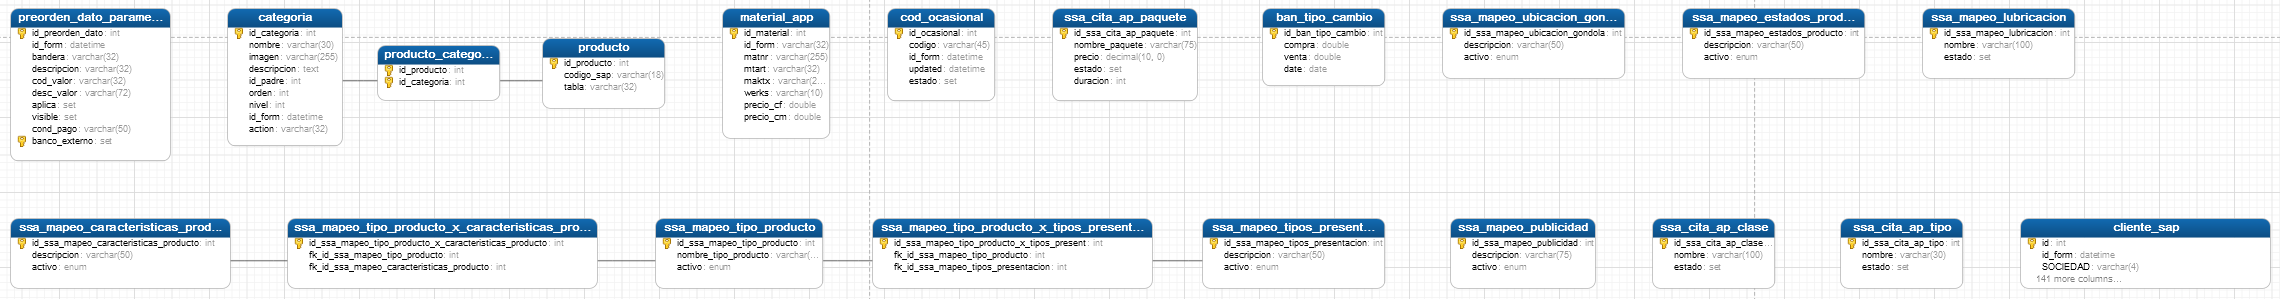 preorden_dato_parame...
id_preorden_dato: int
id_form: datetime
bandera: varchar(32)
descripcion: varchar(32)
cod_valor: varchar(32)
desc_valor: varchar(72)
aplica: set
visible: set
cond_pago: varchar(50)
banco_externo: set
categoria
id_categoria: int
nombre: varchar(30)
imagen: varchar(255)
descripcion: text
id_padre: int
orden: int
nivel: int
id_form: datetime
action: varchar(32)
producto_catego...
id_producto: int
id_categoria: int
producto
id_producto: int
codigo_sap: varchar(18)
tabla: varchar(32)
material_app
id_material: int
id_form: varchar(32)
matnr: varchar(255)
mtart: varchar(32)
maktx: varchar(2...
werks: varchar(10)
precio_cf: double
precio_cm: double
cod_ocasional
id_ocasional: int
codigo: varchar(45)
id_form: datetime
updated: datetime
estado: set
ssa_cita_ap_paquete
id_ssa_cita_ap_paquete: int
nombre_paquete: varchar(75)
precio: decimal(10, 0)
estado: set
duracion: int
ban_tipo_cambio
id_ban_tipo_cambio: int
compra: double
venta: double
date: date
ssa_mapeo_ubicacion_gon...
id_ssa_mapeo_ubicacion_gondola: int
descripcion: varchar(50)
activo: enum
ssa_mapeo_estados_prod...
id_ssa_mapeo_estados_producto: int
descripcion: varchar(50)
activo: enum
ssa_mapeo_lubricacion
id_ssa_mapeo_lubricacion: int
nombre: varchar(100)
estado: set
ssa_mapeo_caracteristicas_prod...
id_ssa_mapeo_caracteristicas_producto: int
descripcion: varchar(50)
activo: enum
ssa_mapeo_tipo_producto_x_caracteristicas_pro...
id_ssa_mapeo_tipo_producto_x_caracteristicas_producto: int
fk_id_ssa_mapeo_tipo_producto: int
fk_id_ssa_mapeo_caracteristicas_producto: int
ssa_mapeo_tipo_producto
id_ssa_mapeo_tipo_producto: int
nombre_tipo_producto: varchar(...
activo: enum
ssa_mapeo_tipo_producto_x_tipos_present...
id_ssa_mapeo_tipo_producto_x_tipos_present: int
fk_id_ssa_mapeo_tipo_producto: int
fk_id_ssa_mapeo_tipos_presentacion: int
ssa_mapeo_tipos_present...
id_ssa_mapeo_tipos_presentacion: int
descripcion: varchar(50)
activo: enum
ssa_mapeo_publicidad
id_ssa_mapeo_publicidad: int
descripcion: varchar(75)
activo: enum
ssa_cita_ap_clase
id_ssa_cita_ap_clase...
nombre: varchar(100)
estado: set
ssa_cita_ap_tipo
id_ssa_cita_ap_tipo: int
nombre: varchar(30)
estado: set
cliente_sap
id: int
id_form: datetime
SOCIEDAD: varchar(4)
141 more columns...